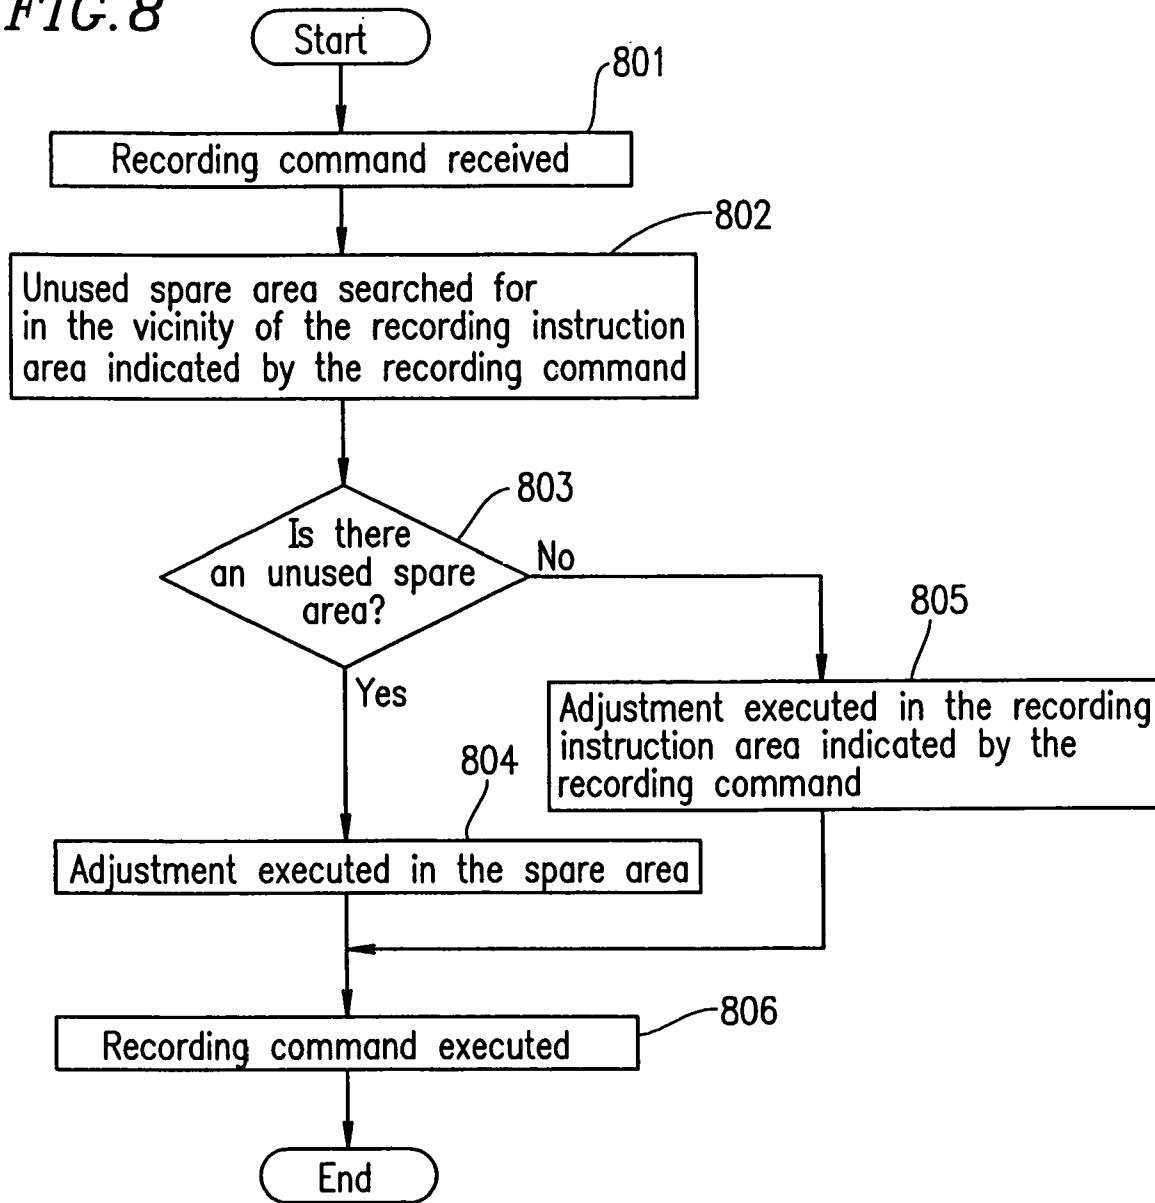 FIG. 8
Start
801
Recording command received
802
Unused spare area searched for
in the vicinity of the recording instruction
area indicated by the recording command
803
Is there
an unused spare
area?
No
Yes
805
Adjustment executed in the recording
instruction area indicated by the
recording command
804
Adjustment executed in the spare area
806
Recording command executed
End